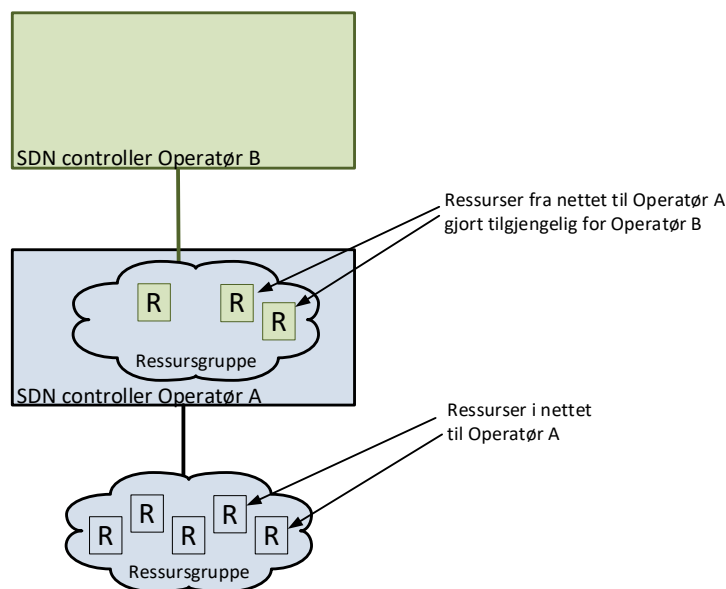 SDN controller Operatør B
Ressurser fra nettet til Operatør A
gjort tilgjengelig for Operatør B
R
R
R
Ressursgruppe
SDN controller Operatør A
Ressurser i nettet
til Operatør A
R
R
R
R
R
Ressursgruppe